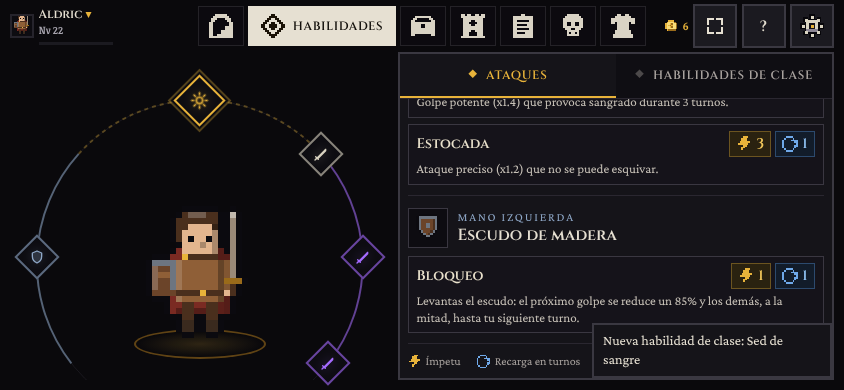 ALDRIC ▼
Nv 22
HABILIDADES
6
?
ATAQUES
HABILIDADES DE CLASE
Golpe potente (x1.4) que provoca sangrado durante 3 turnos.
ESTOCADA
3
1
Ataque preciso (x1.2) que no se puede esquivar.
MANO IZQUIERDA
ESCUDO DE MADERA
BLOQUEO
1
1
Levantas el escudo: el próximo golpe se reduce un 85% y los demás, a la
mitad, hasta tu siguiente turno.
Ímpetu
Recarga en turnos
Nueva habilidad de clase: Sed de
sangre